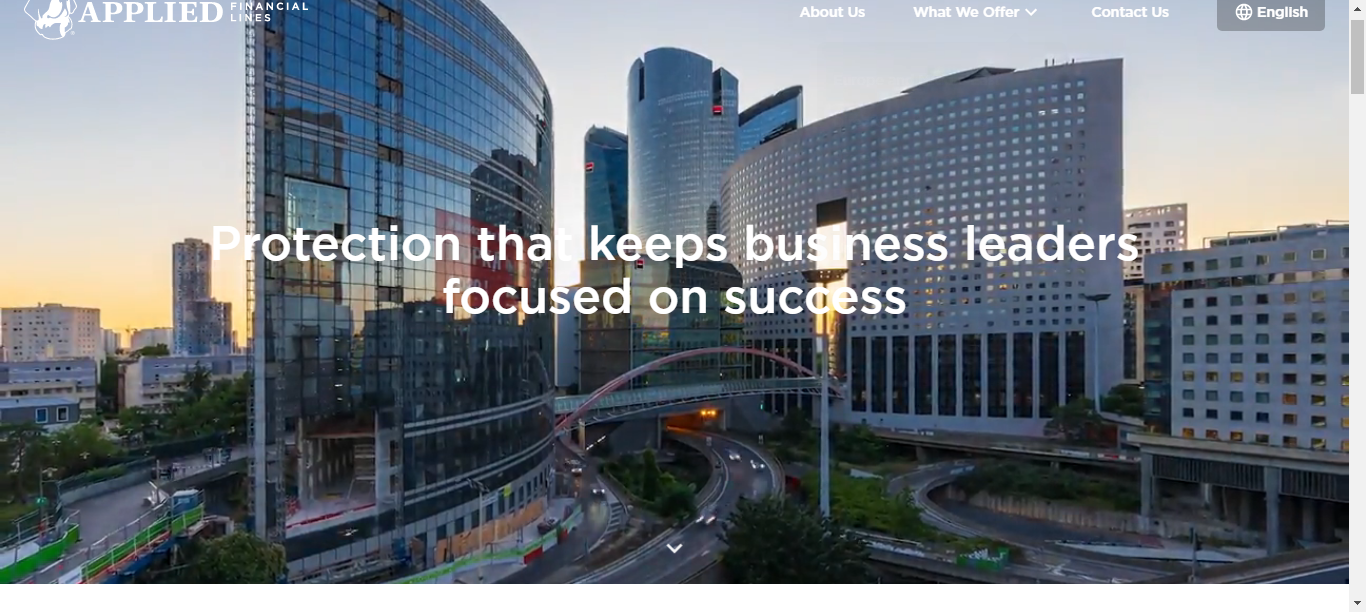 APPLIED FINANCIAL LINES
About Us
What We Offer
Contact Us
English
Protection that keeps business leaders
focused on success